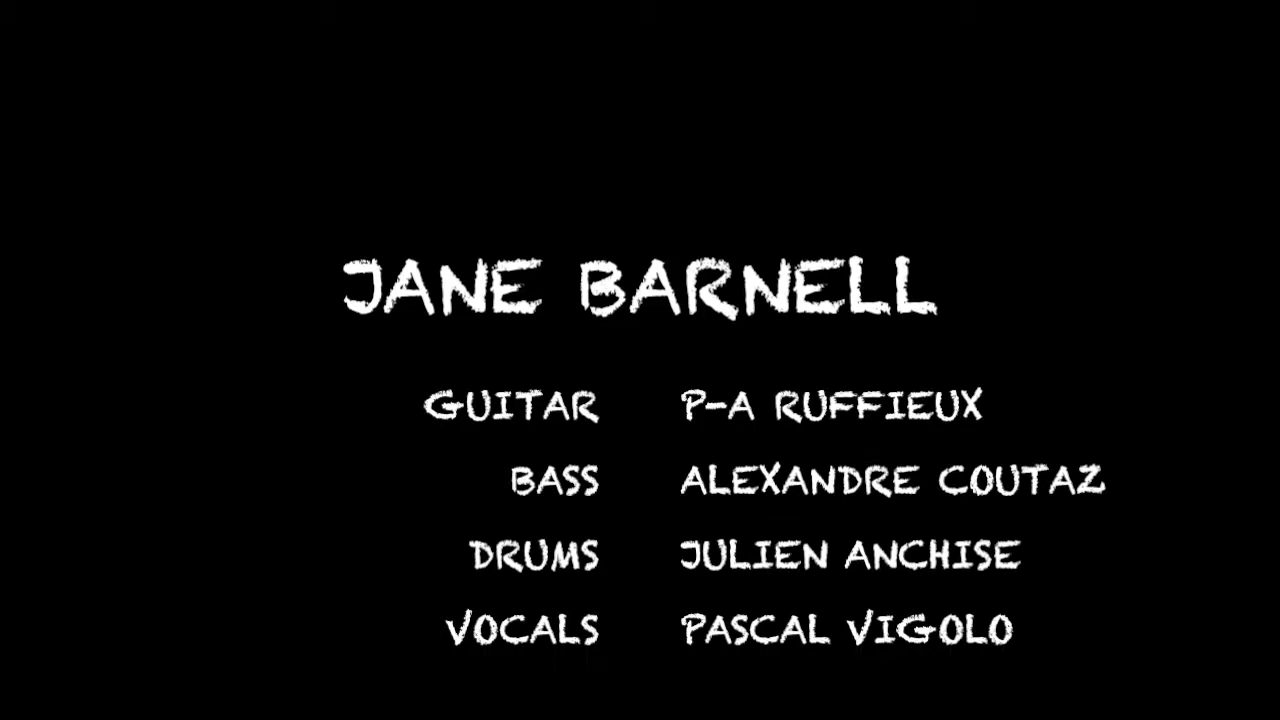 JANE BARNELL
GUITAR P-A RUFFIEUX
BASS ALEXANDRE COUTAZ
DRUMS JULIEN ANCHISE
VOCALS PASCAL VIGOLO